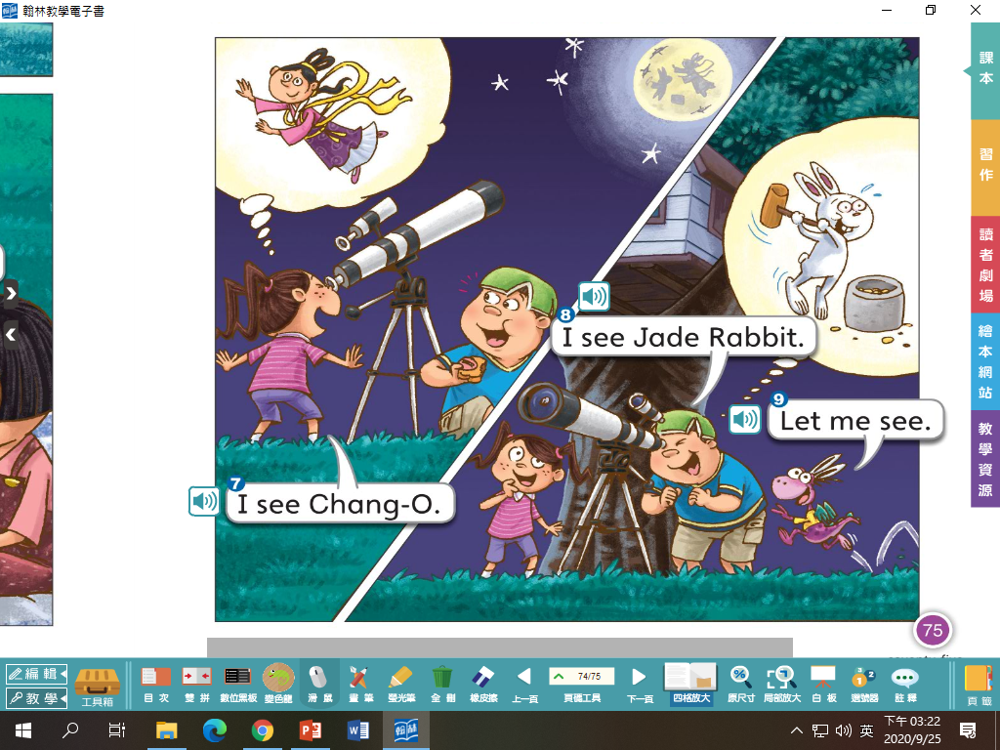 翰林教學電子書
課本
習作
讀者劇場
繪本網站
教學資源
8
I see Jade Rabbit.
9
Let me see.
7
I see Chang-O.
75
編輯
教學
工具箱
目次
雙拼
數位黑板
變色龍
滑鼠
畫筆
螢光筆
全刪
橡皮擦
上一頁
74/75
頁碼工具
下一頁
四格放大
原尺寸
局部放大
白板
選號器
註釋
頁籤
翰林
英
下午 03:22
2020/9/25